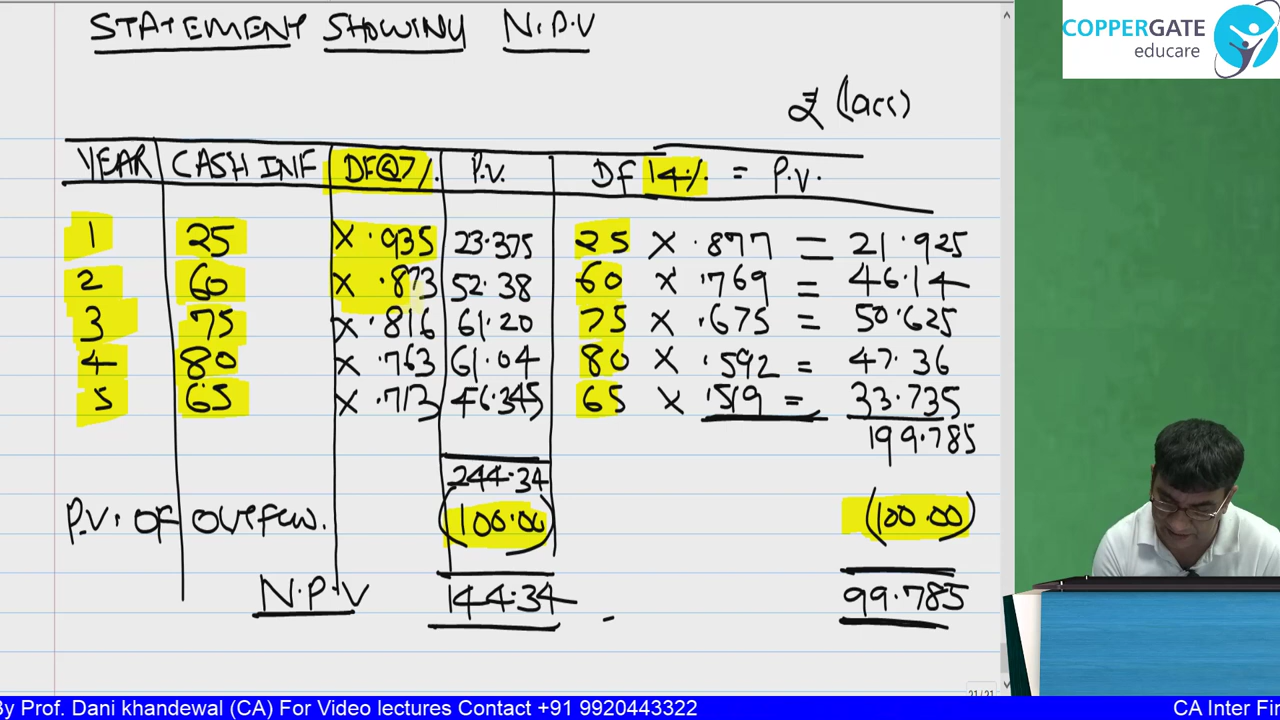 STATEMENT SHOWING N.P.V
₹ (lacs)
YEAR CASH INF DF@7% P.V. DF 14% = P.V.
1 25 X .935 23.375 25 X .877 = 21.925
2 60 X .873 52.38 60 X .769 = 46.14
3 75 X .816 61.20 75 X .675 = 50.625
4 80 X .763 61.04 80 X .592 = 47.36
5 65 X .713 46.345 65 X .519 = 33.735
199.785
244.34
P.V. OF outflow. (100.00) (100.00)
N.P.V 144.34 99.785
COPPERGATE
educare
31/31
By Prof. Dani khandewal (CA) For Video lectures Contact +91 9920443322 CA Inter Fin